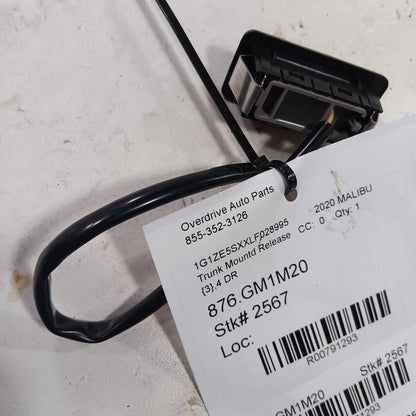 Overdrive Auto Parts
855-352-3126
1G1ZE5SXXLF028995
2020 MALIBU
Trunk Mountd Release
CC: 0 Qty: 1
{3},4 DR
876.GM1M20
Stk# 2567
Loc:
R00791293
GM1M20
Stk# 2567
R00791293